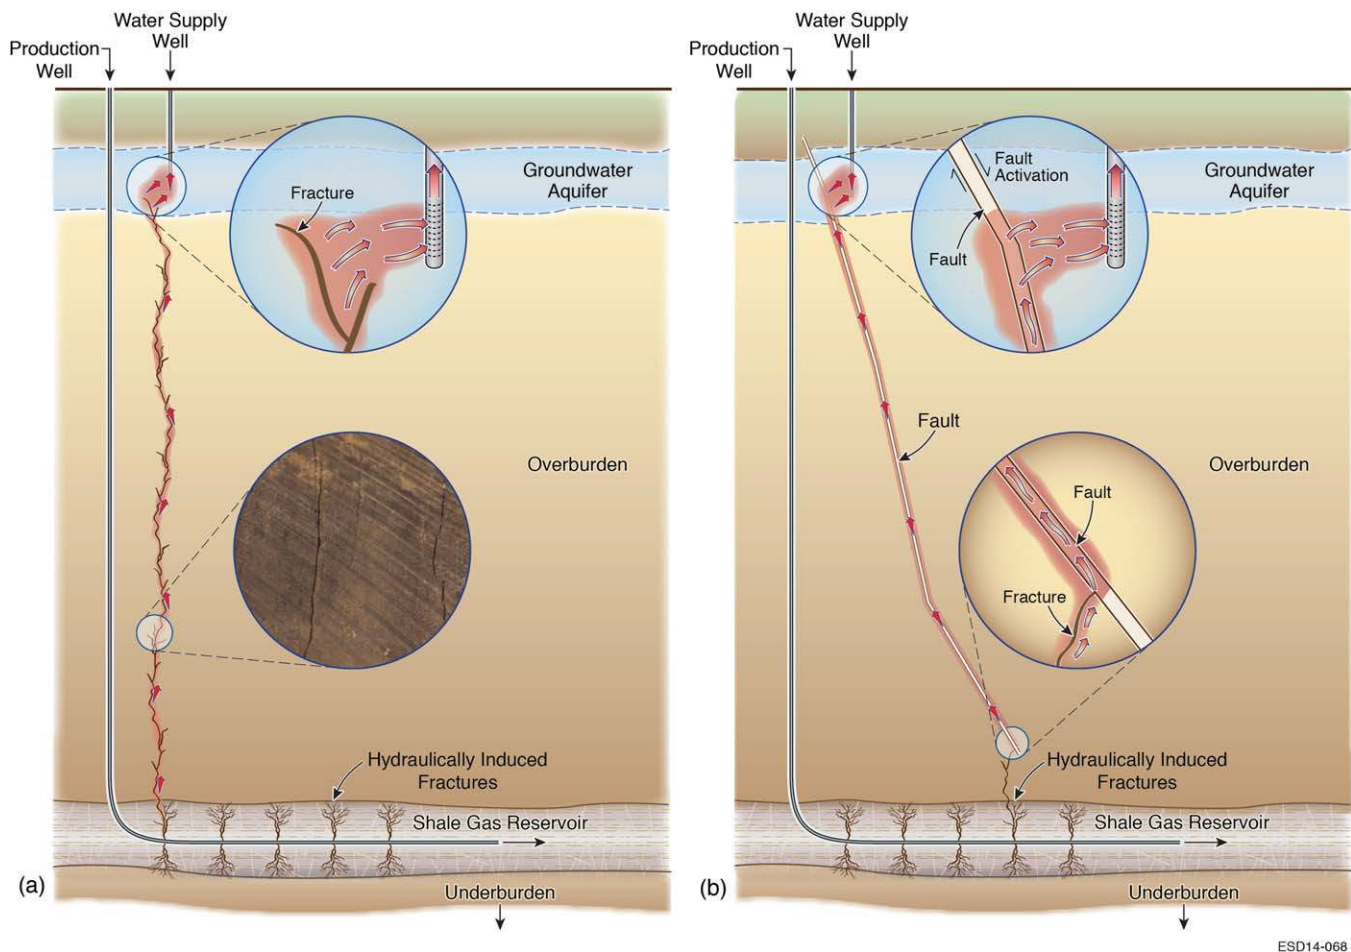 Water Supply
Well
Production
Well
Groundwater
Aquifer
Fracture
Overburden
Hydraulically Induced
Fractures
Shale Gas Reservoir
Underburden
(a)
Water Supply
Well
Production
Well
Fault
Activation
Groundwater
Aquifer
Fault
Fault
Overburden
Fault
Fracture
Hydraulically Induced
Fractures
Shale Gas Reservoir
Underburden
(b)
ESD14-068